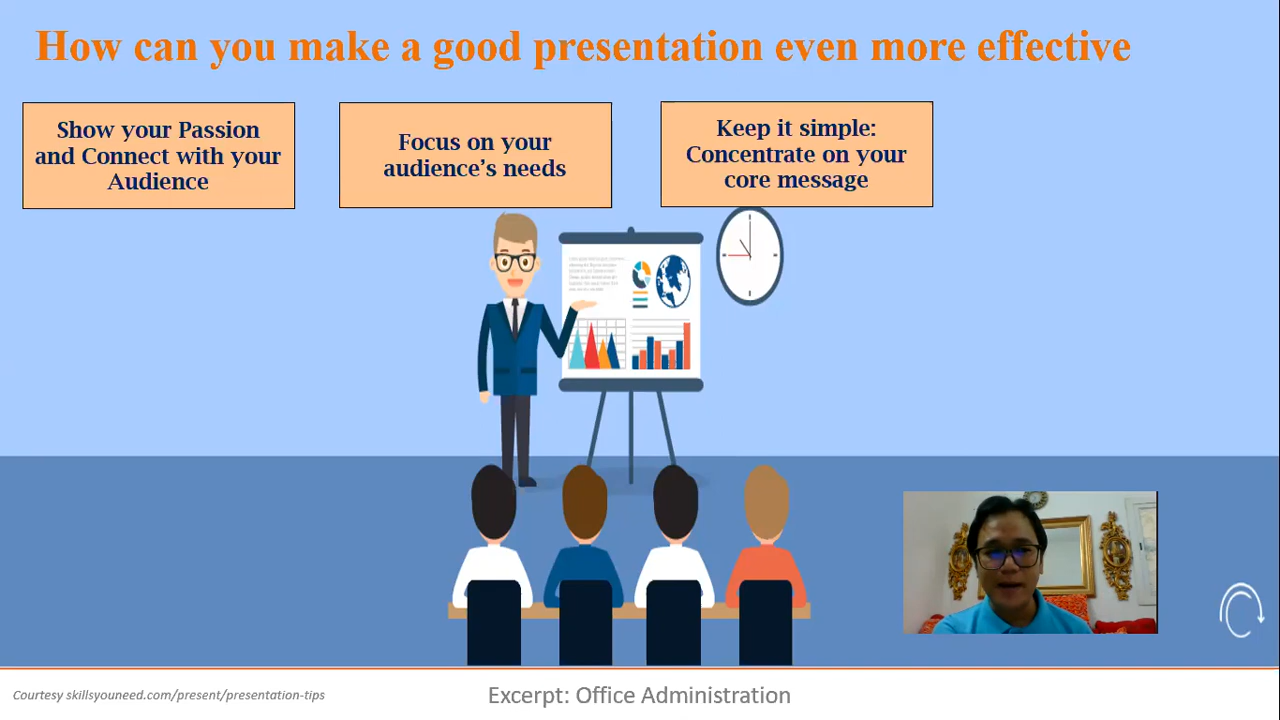 How can you make a good presentation even more effective
Show your Passion
and Connect with your
Audience
Focus on your
audience's needs
Keep it simple:
Concentrate on your
core message
Courtesy skillsyouneed.com/present/presentation-tips
Excerpt: Office Administration